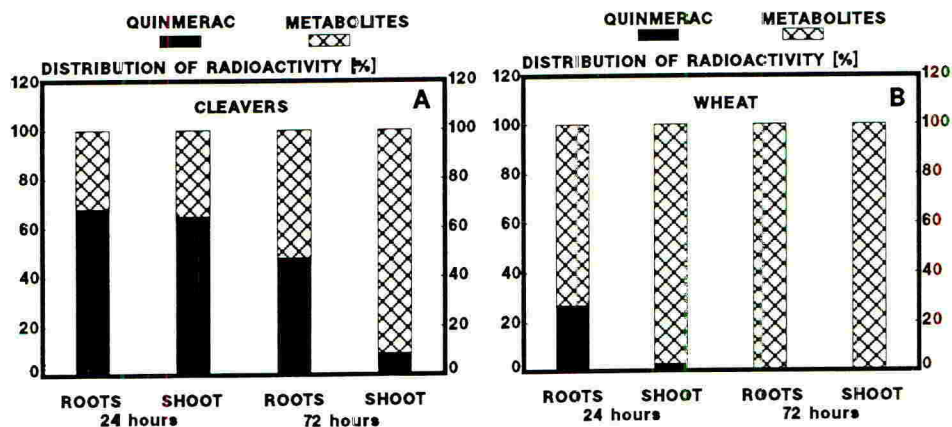 QUINMERAC METABOLITES
DISTRIBUTION OF RADIOACTIVITY [%]
CLEAVERS A
120 120
100 100
80 80
60 60
40 40
20 20
0 0
ROOTS SHOOT ROOTS SHOOT
24 hours 72 hours
QUINMERAC METABOLITES
DISTRIBUTION OF RADIOACTIVITY [%]
WHEAT B
120 120
100 100
80 80
60 60
40 40
20 20
0 0
ROOTS SHOOT ROOTS SHOOT
24 hours 72 hours